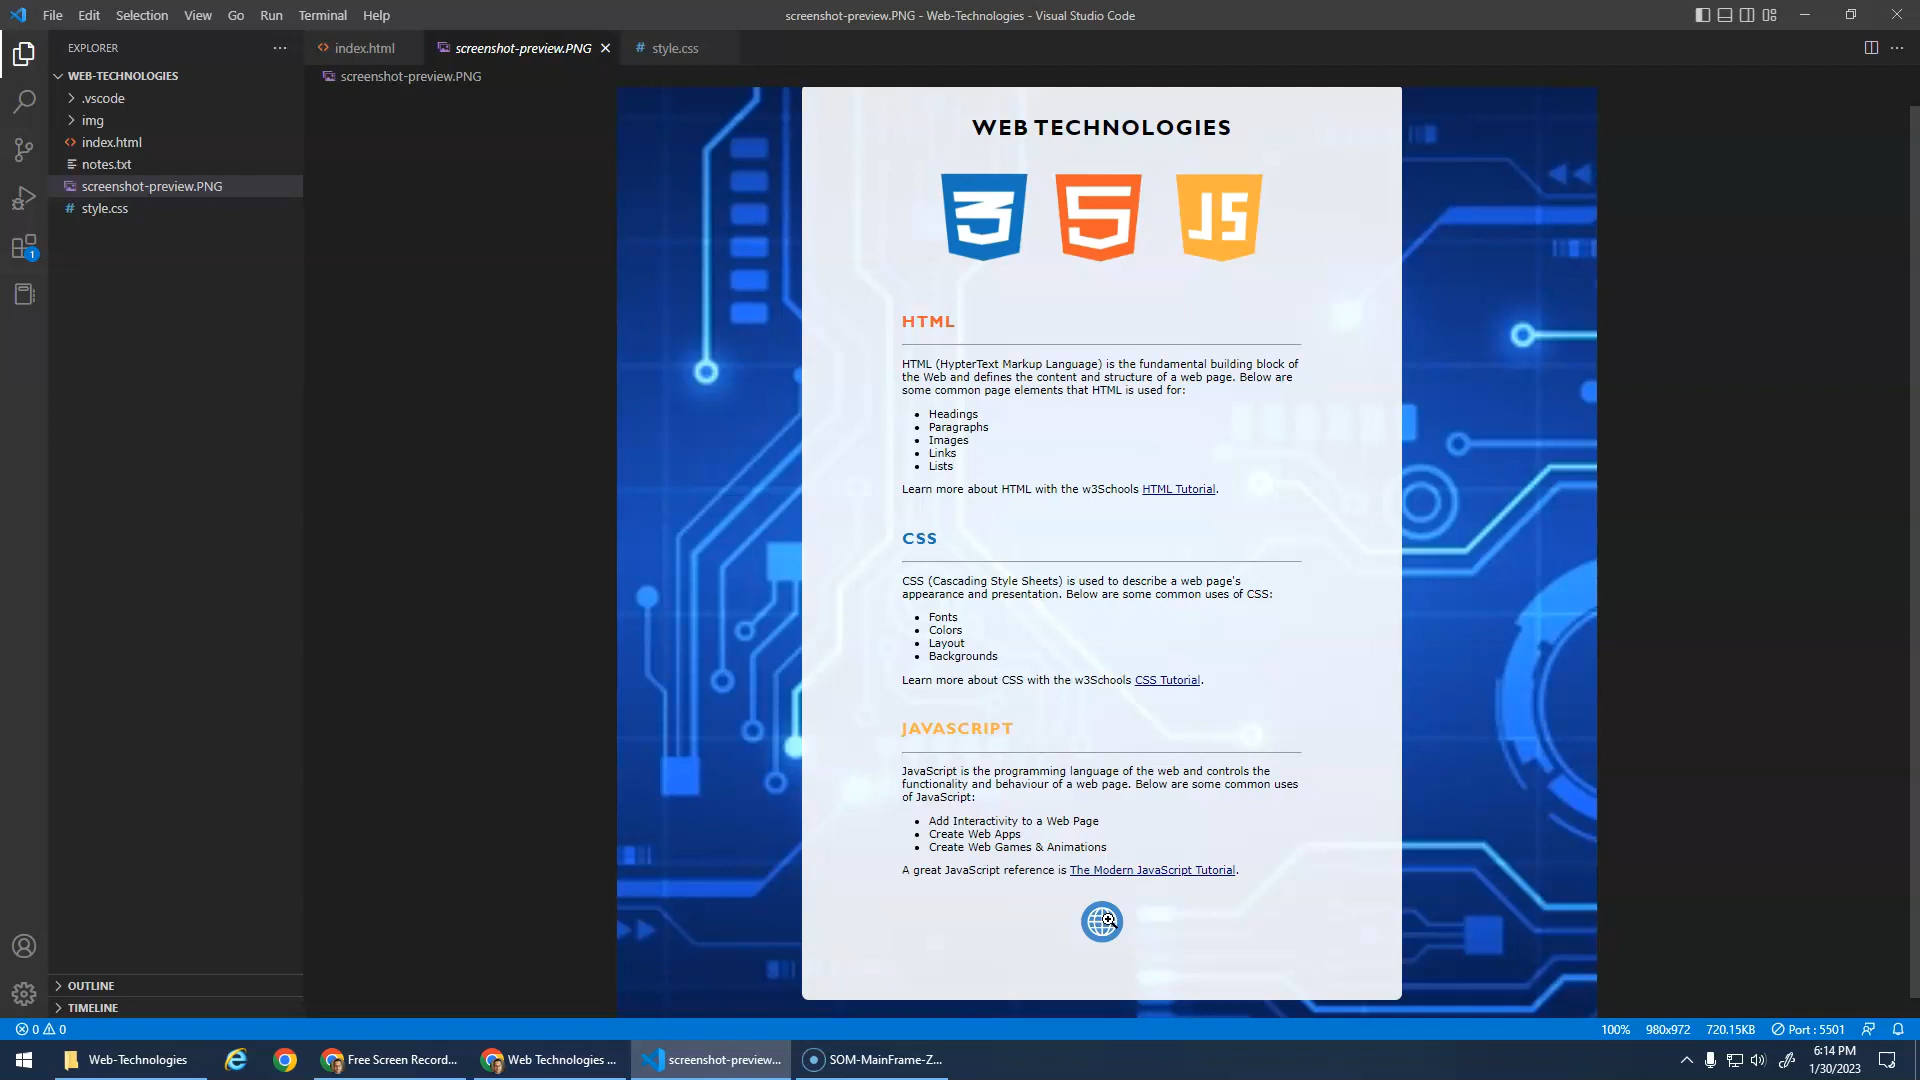 File Edit Selection View Go Run Terminal Help
screenshot-preview.PNG - Web-Technologies - Visual Studio Code
EXPLORER
WEB-TECHNOLOGIES
.vscode
img
index.html
notes.txt
screenshot-preview.PNG
style.css
OUTLINE
TIMELINE
1
index.html
screenshot-preview.PNG
style.css
screenshot-preview.PNG
WEB TECHNOLOGIES
3 5 JS
HTML
HTML (HypterText Markup Language) is the fundamental building block of
the Web and defines the content and structure of a web page. Below are
some common page elements that HTML is used for:
Headings
Paragraphs
Images
Links
Lists
Learn more about HTML with the w3Schools HTML Tutorial.
CSS
CSS (Cascading Style Sheets) is used to describe a web page's
appearance and presentation. Below are some common uses of CSS:
Fonts
Colors
Layout
Backgrounds
Learn more about CSS with the w3Schools CSS Tutorial.
JAVASCRIPT
JavaScript is the programming language of the web and controls the
functionality and behaviour of a web page. Below are some common uses
of JavaScript:
Add Interactivity to a Web Page
Create Web Apps
Create Web Games & Animations
A great JavaScript reference is The Modern JavaScript Tutorial.
0 0
100% 980x972 720.15KB Port : 5501
Web-Technologies
Free Screen Record...
Web Technologies ...
screenshot-preview...
SOM-MainFrame-Z...
6:14 PM
1/30/2023